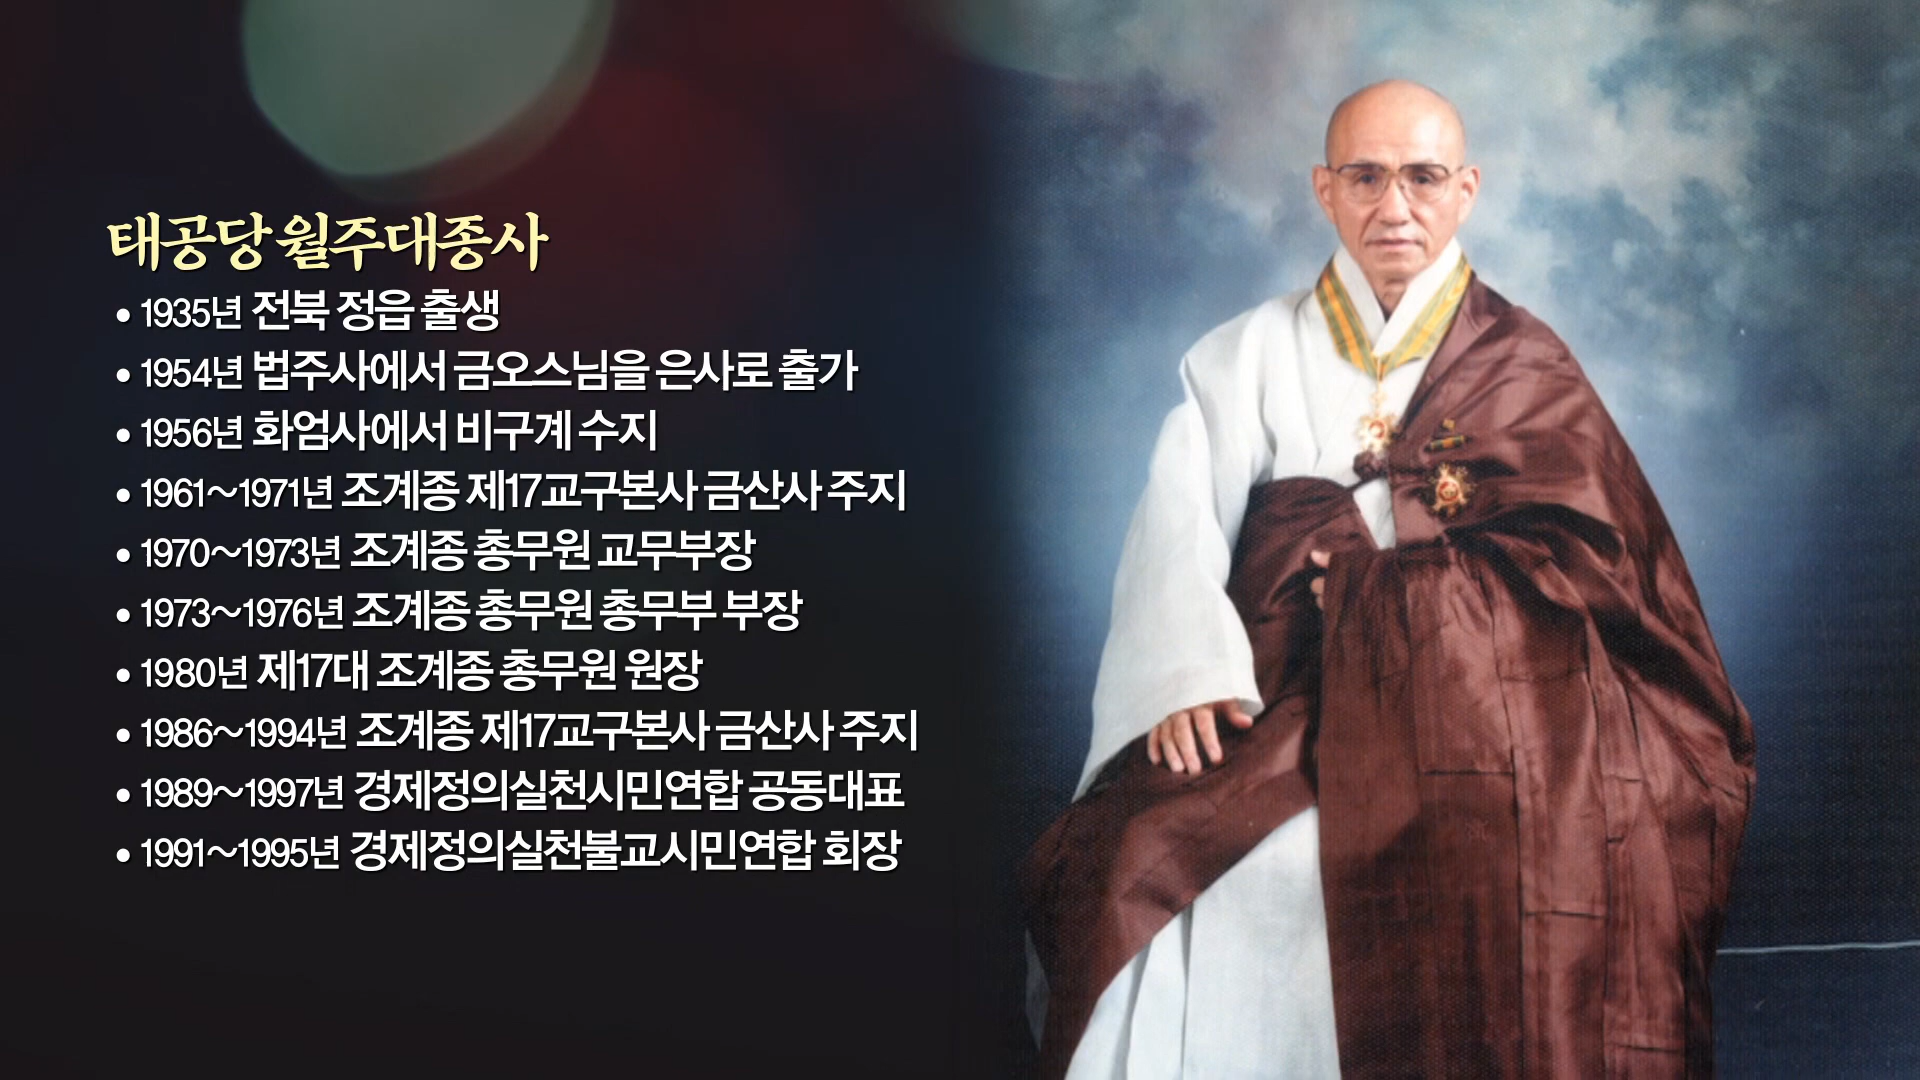 태공당 월주대종사
• 1935년 전북 정읍 출생
• 1954년 법주사에서 금오스님을 은사로 출가
• 1956년 화엄사에서 비구계 수지
• 1961~1971년 조계종 제17교구본사 금산사 주지
• 1970~1973년 조계종 총무원 교무부장
• 1973~1976년 조계종 총무원 총무부 부장
• 1980년 제17대 조계종 총무원 원장
• 1986~1994년 조계종 제17교구본사 금산사 주지
• 1989~1997년 경제정의실천시민연합 공동대표
• 1991~1995년 경제정의실천불교시민연합 회장